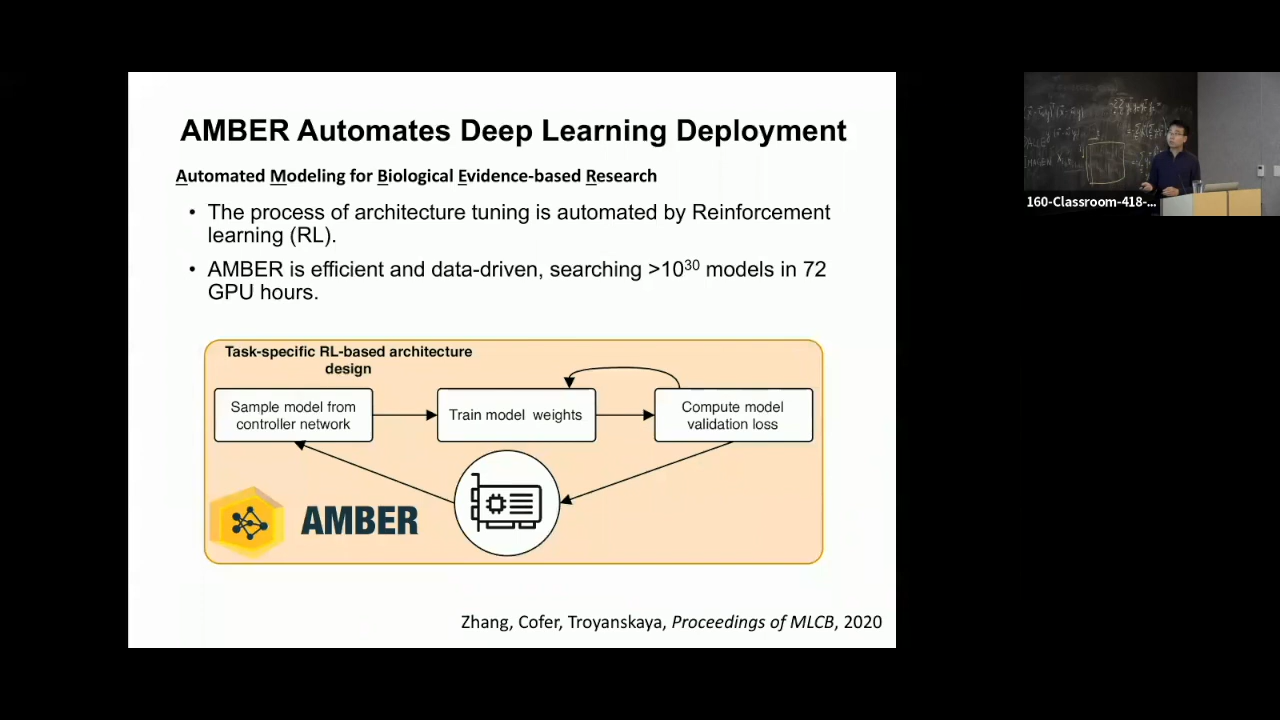 AMBER Automates Deep Learning Deployment
Automated Modeling for Biological Evidence-based Research
• The process of architecture tuning is automated by Reinforcement
learning (RL).
• AMBER is efficient and data-driven, searching >10³⁰ models in 72
GPU hours.
Task-specific RL-based architecture
design
Sample model from
controller network
Train model weights
Compute model
validation loss
AMBER
Zhang, Cofer, Troyanskaya, Proceedings of MLCB, 2020
160-Classroom-418-...